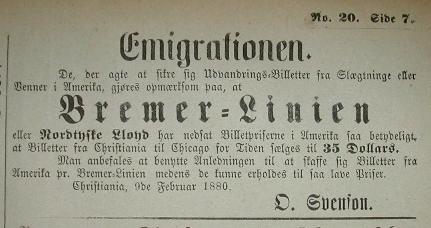 No. 20. Side 7.
Emigrationen.
De, der agte at sikre sig Udvandrings-Billetter fra Slægtninge eller
Venner i Amerika, gjøres opmærksom paa, at
Bremer-Linien
eller Nordtyske Lloyd har nedsat Billetpriserne i Amerika saa betydeligt,
at Billetter fra Christiania til Chicago for Tiden sælges til 35 Dollars.
Man anbefales at benytte Anledningen til at skaffe sig Billetter fra
Amerika pr. Bremer-Linien medens de kunne erholdes til saa lave Priser.
Christiania, 9de Februar 1880.
O. Svenson.